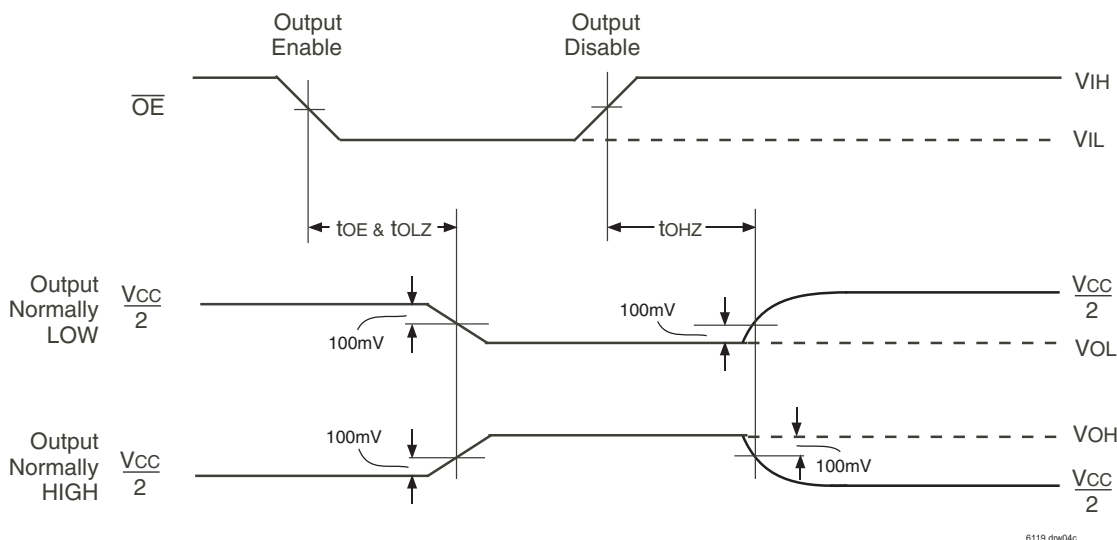 Output
Enable
Output
Disable
OE
VIH
VIL
tOE & tOLZ
tOHZ
Output
Normally
LOW
VCC
2
100mV
100mV
VCC
2
VOL
Output
Normally
HIGH
VCC
2
100mV
VOH
100mV
VCC
2
6119 drw04c